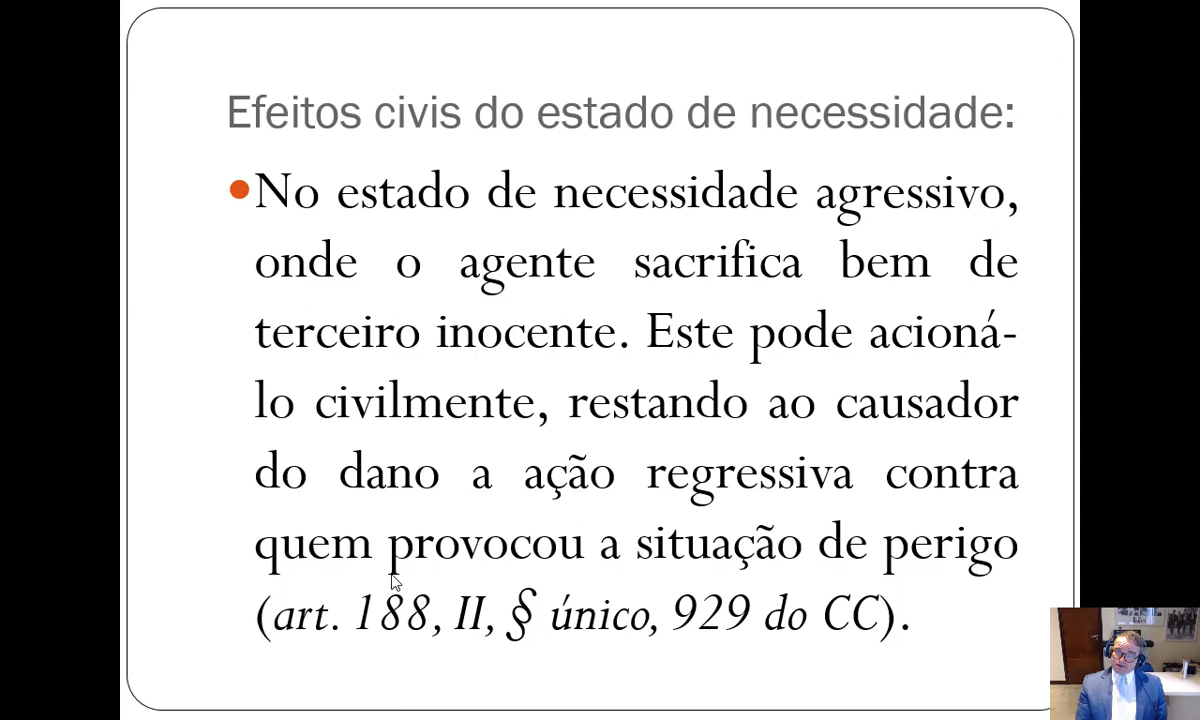 Efeitos civis do estado de necessidade:
•No estado de necessidade agressivo,
onde o agente sacrifica bem de
terceiro inocente. Este pode acioná-
lo civilmente, restando ao causador
do dano a ação regressiva contra
quem provocou a situação de perigo
(art. 188, II, § único, 929 do CC).